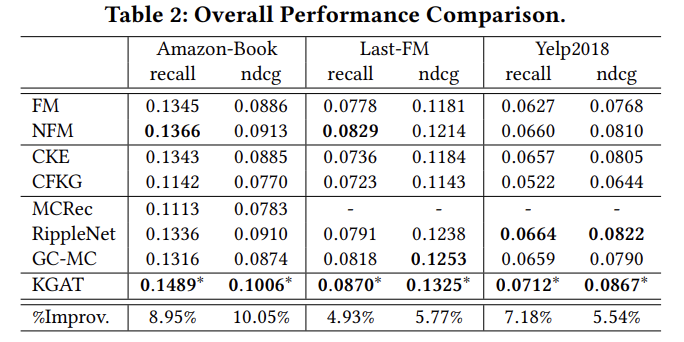 Table 2: Overall Performance Comparison.
Amazon-Book Last-FM Yelp2018
recall ndcg recall ndcg recall ndcg
FM 0.1345 0.0886 0.0778 0.1181 0.0627 0.0768
NFM 0.1366 0.0913 0.0829 0.1214 0.0660 0.0810
CKE 0.1343 0.0885 0.0736 0.1184 0.0657 0.0805
CFKG 0.1142 0.0770 0.0723 0.1143 0.0522 0.0644
MCRec 0.1113 0.0783 - - - -
RippleNet 0.1336 0.0910 0.0791 0.1238 0.0664 0.0822
GC-MC 0.1316 0.0874 0.0818 0.1253 0.0659 0.0790
KGAT 0.1489* 0.1006* 0.0870* 0.1325* 0.0712* 0.0867*
%Improv. 8.95% 10.05% 4.93% 5.77% 7.18% 5.54%